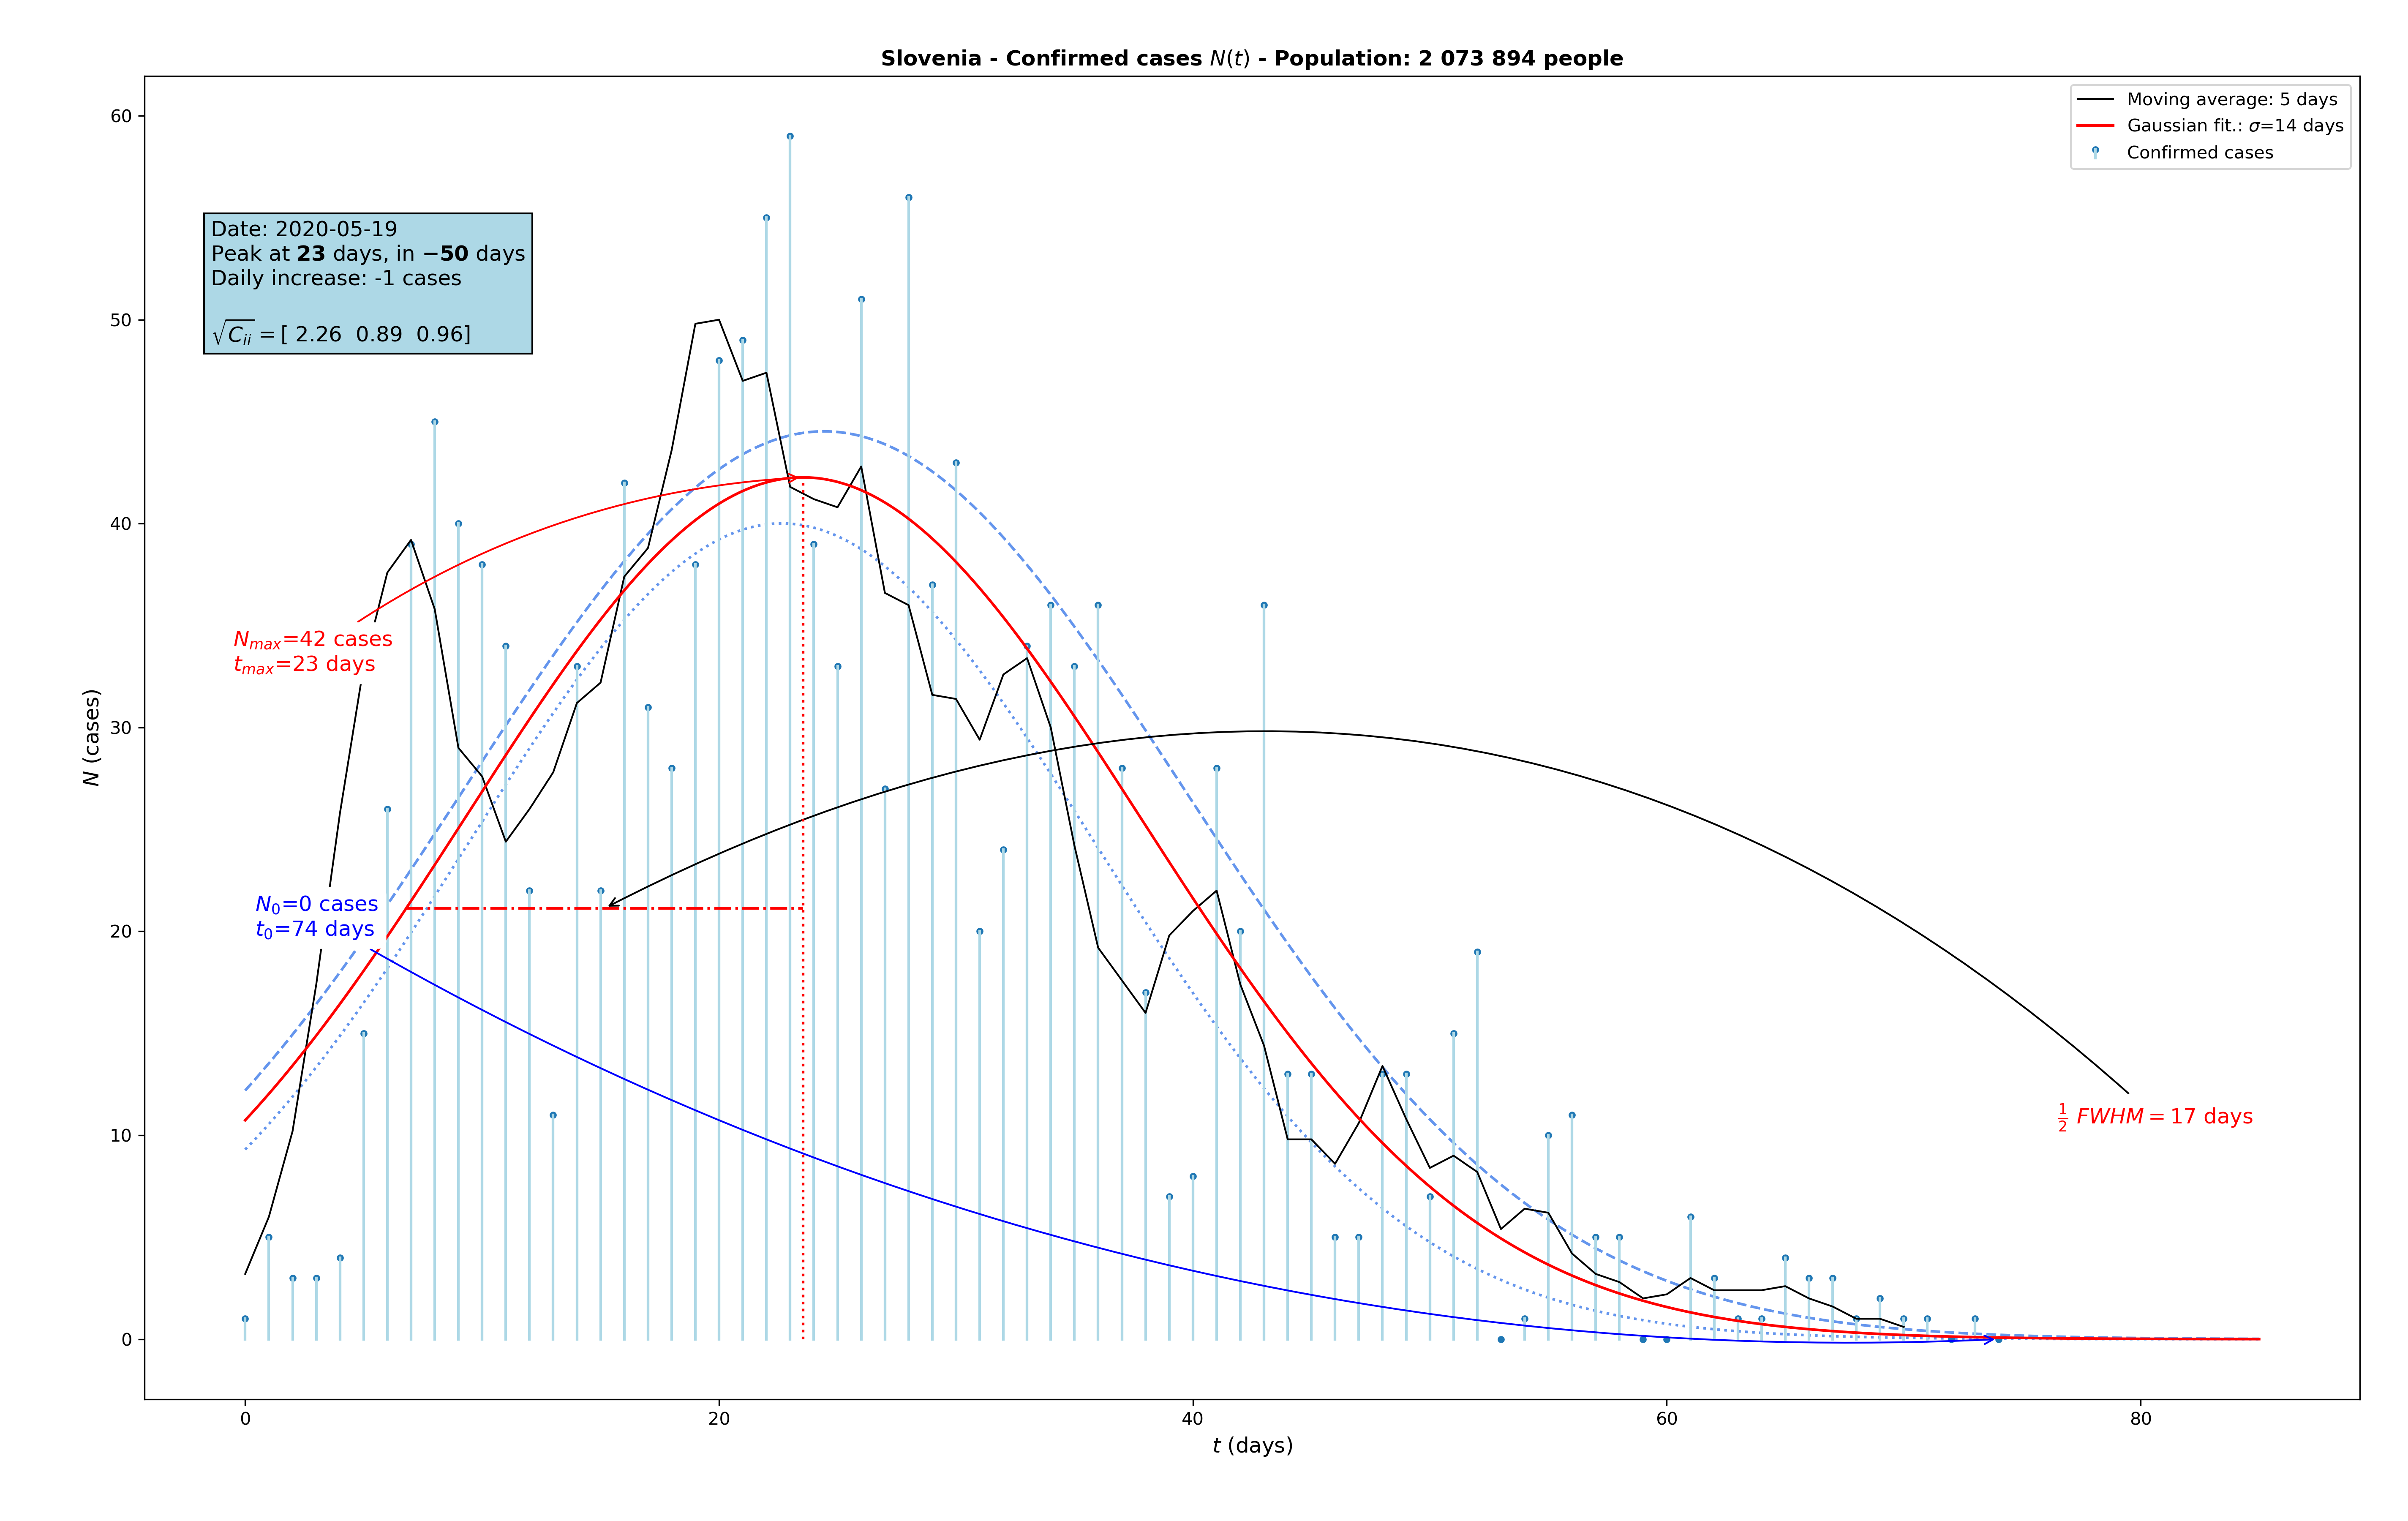 Slovenia - Confirmed cases N(t) - Population: 2 073 894 people
Moving average: 5 days
Gaussian fit.: σ=14 days
Confirmed cases
Date: 2020-05-19
Peak at 23 days, in −50 days
Daily increase: -1 cases
√C_ii = [ 2.26 0.89 0.96]
N_max=42 cases
t_max=23 days
N_0=0 cases
t_0=74 days
½ FWHM = 17 days
N (cases)
60
50
40
30
20
10
0
0 20 40 60 80
t (days)